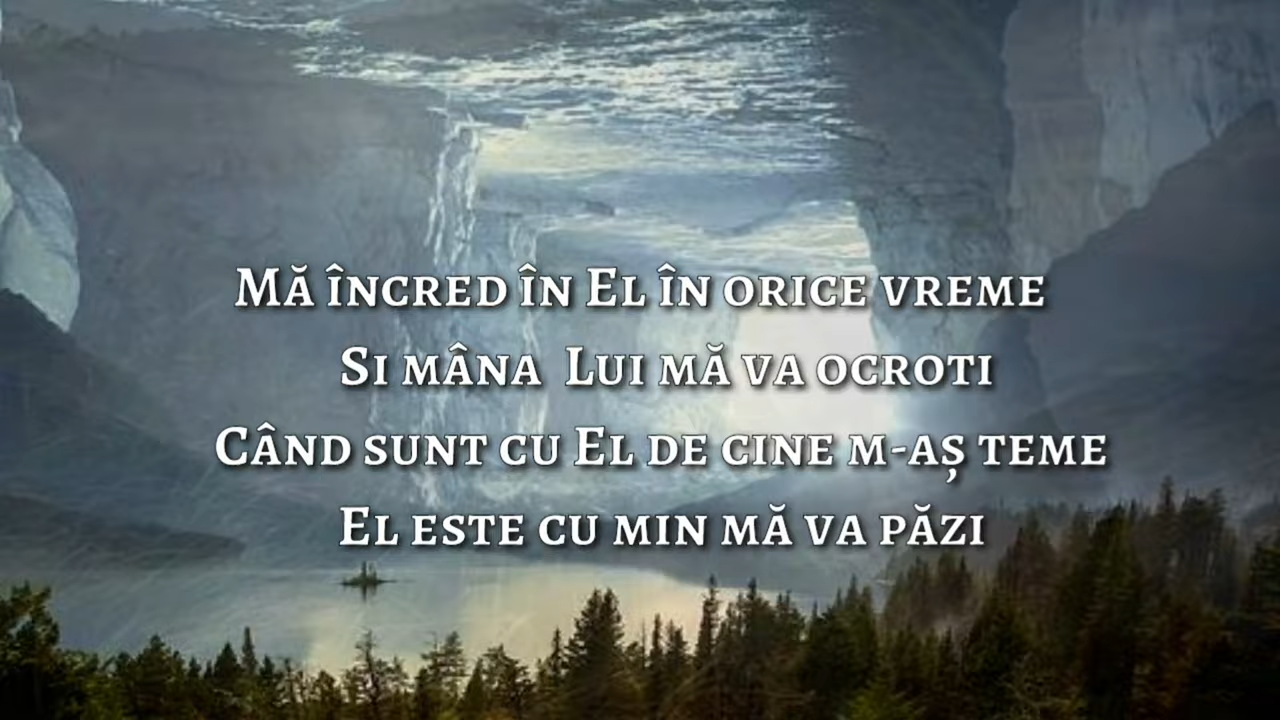 Mă încred în El în orice vreme
Si mâna Lui mă va ocroti
Când sunt cu El de cine m-aș teme
El este cu min mă va păzi